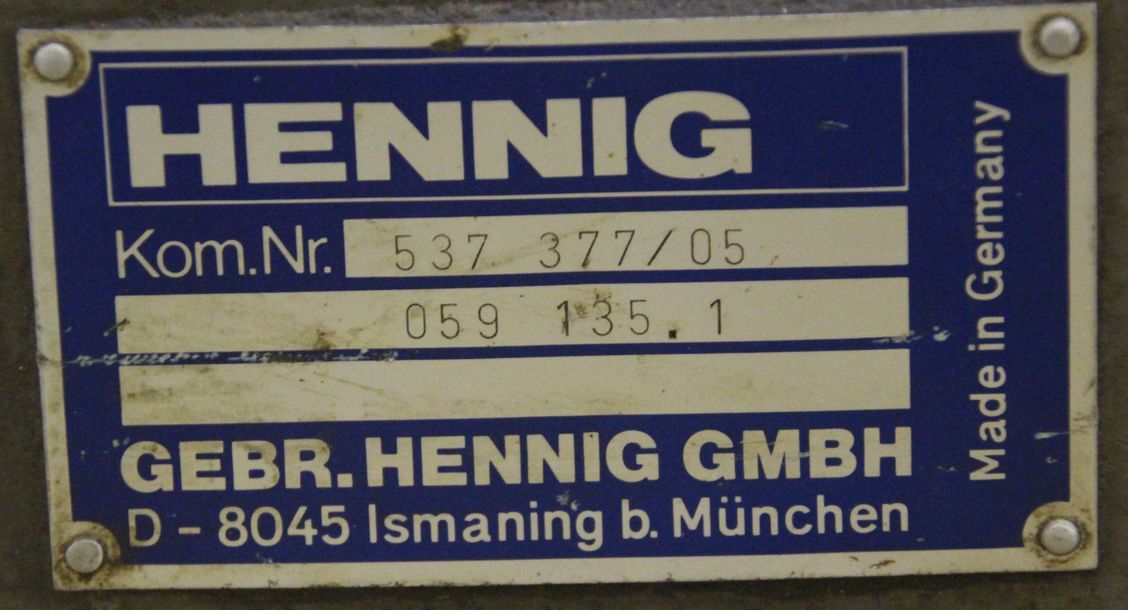 HENNIG
Kom.Nr. 537 377/05
059 135.1
GEBR. HENNIG GMBH
D - 8045 Ismaning b. München
Made in Germany